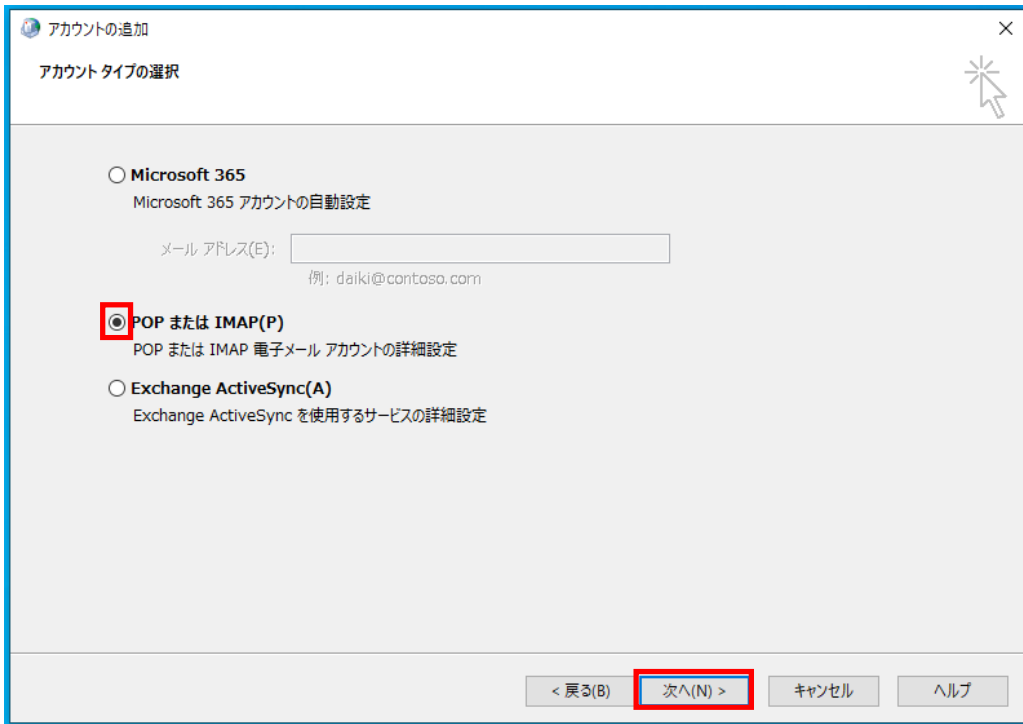 アカウントの追加
アカウント タイプの選択
Microsoft 365
Microsoft 365 アカウントの自動設定
メール アドレス(E):
例: daiki@contoso.com
POP または IMAP(P)
POP または IMAP 電子メール アカウントの詳細設定
Exchange ActiveSync(A)
Exchange ActiveSync を使用するサービスの詳細設定
< 戻る(B) 次へ(N) > キャンセル ヘルプ